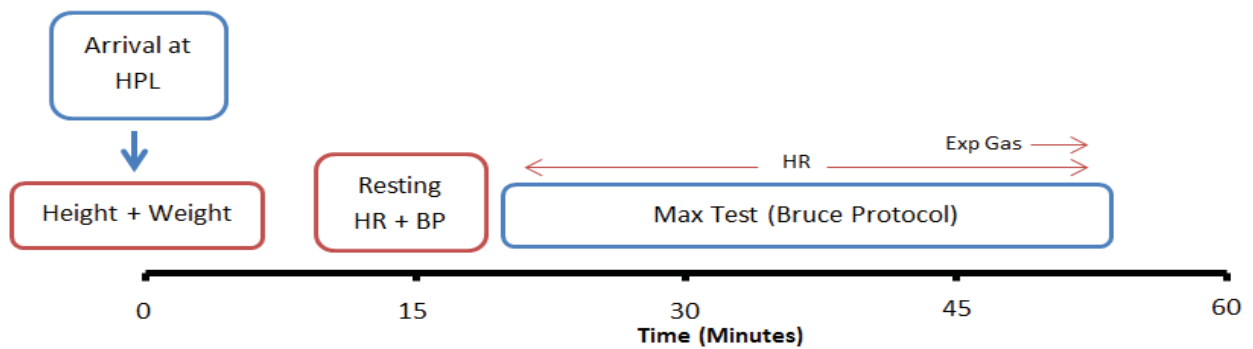 Arrival at
HPL
Exp Gas
HR
Height + Weight
Resting
HR + BP
Max Test (Bruce Protocol)
0
15
30
45
60
Time (Minutes)